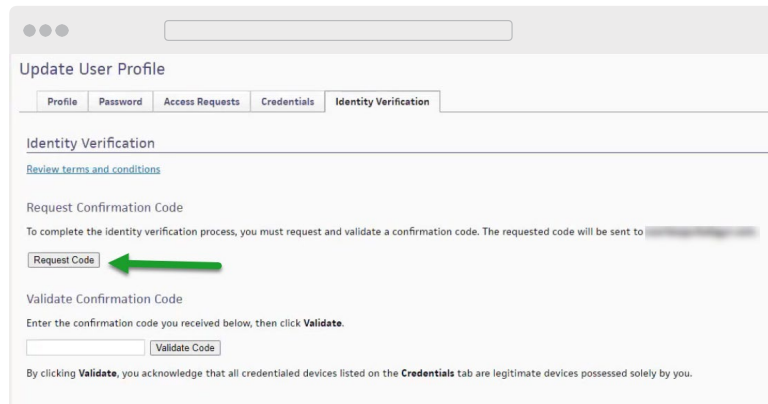 Update User Profile
Profile Password Access Requests Credentials Identity Verification
Identity Verification
Review terms and conditions
Request Confirmation Code
To complete the identity verification process, you must request and validate a confirmation code. The requested code will be sent to
Request Code
Validate Confirmation Code
Enter the confirmation code you received below, then click Validate.
Validate Code
By clicking Validate, you acknowledge that all credentialed devices listed on the Credentials tab are legitimate devices possessed solely by you.